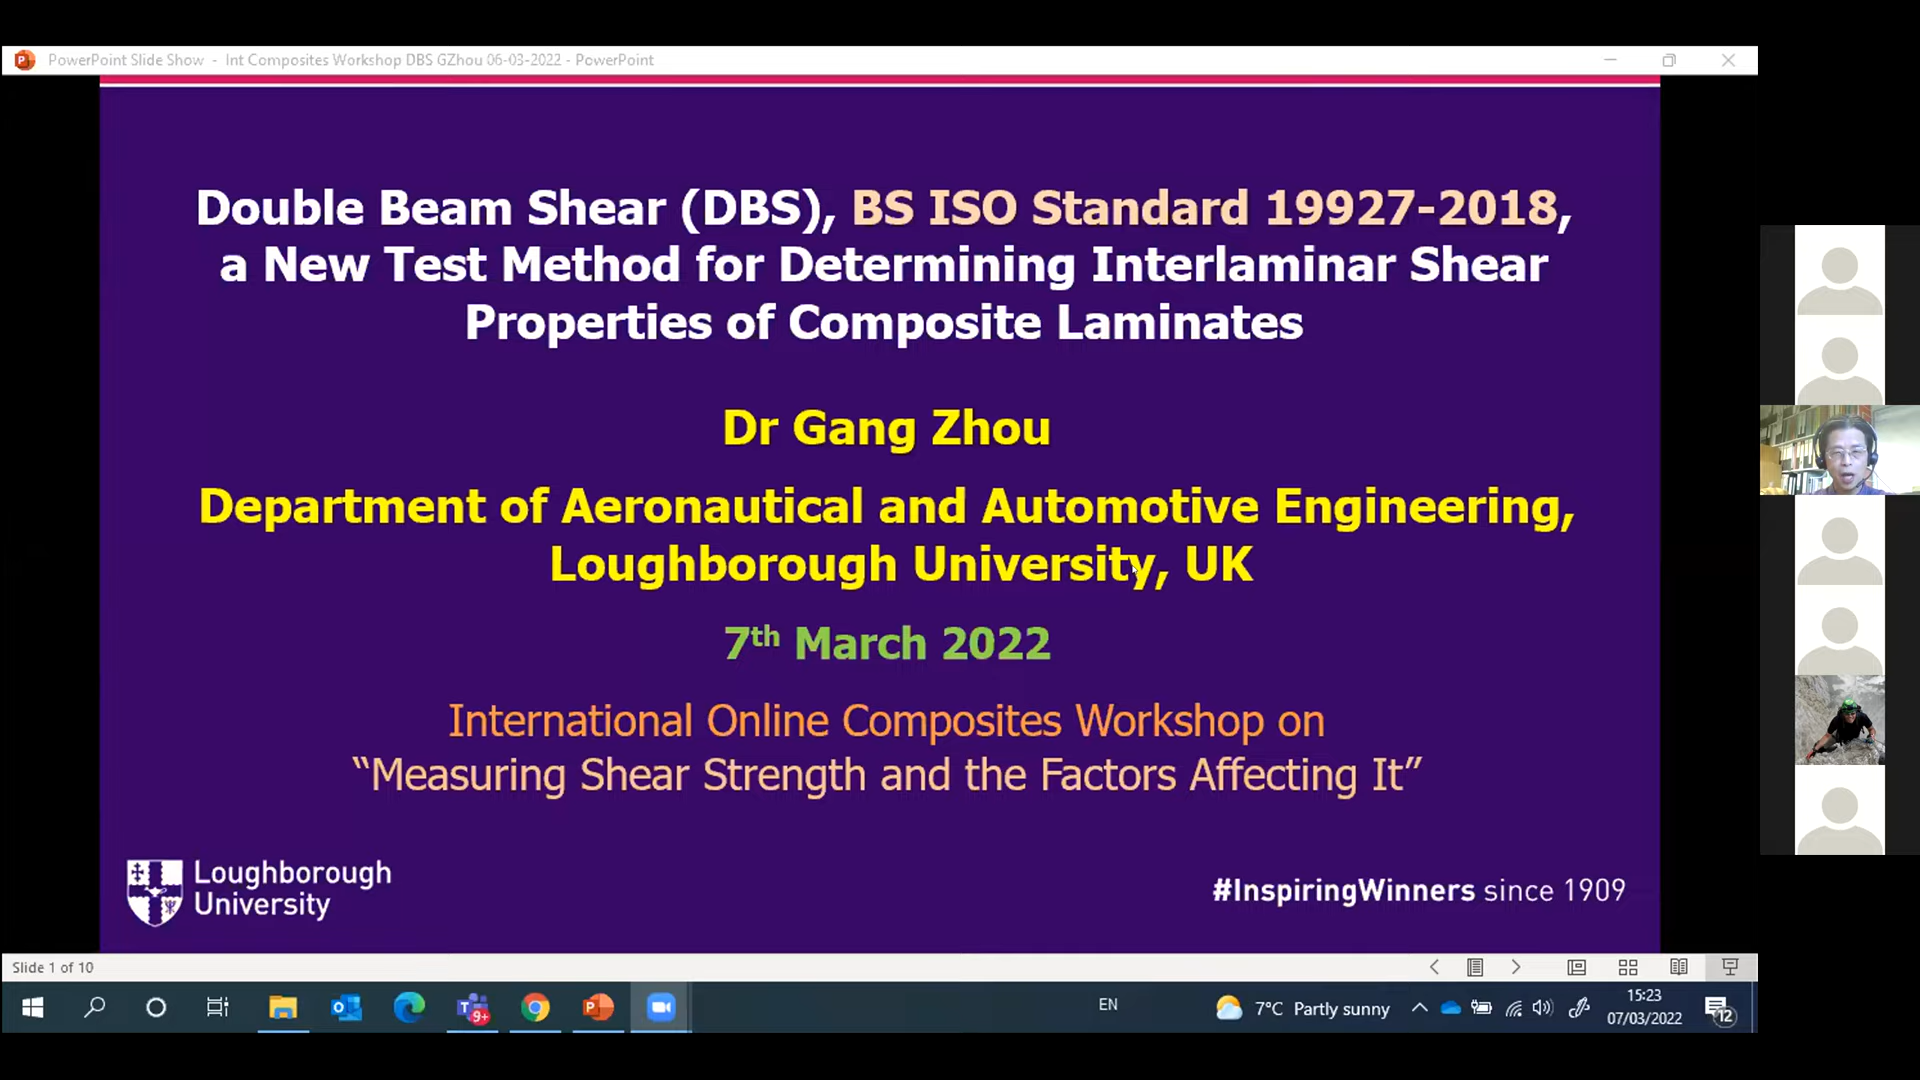 PowerPoint Slide Show - Int Composites Workshop DBS GZhou 06-03-2022 - PowerPoint
Double Beam Shear (DBS), BS ISO Standard 19927-2018,
a New Test Method for Determining Interlaminar Shear
Properties of Composite Laminates
Dr Gang Zhou
Department of Aeronautical and Automotive Engineering,
Loughborough University, UK
7th March 2022
International Online Composites Workshop on
“Measuring Shear Strength and the Factors Affecting It”
Loughborough
University
#InspiringWinners since 1909
Slide 1 of 10
9+
EN
7°C Partly sunny
15:23
07/03/2022
12